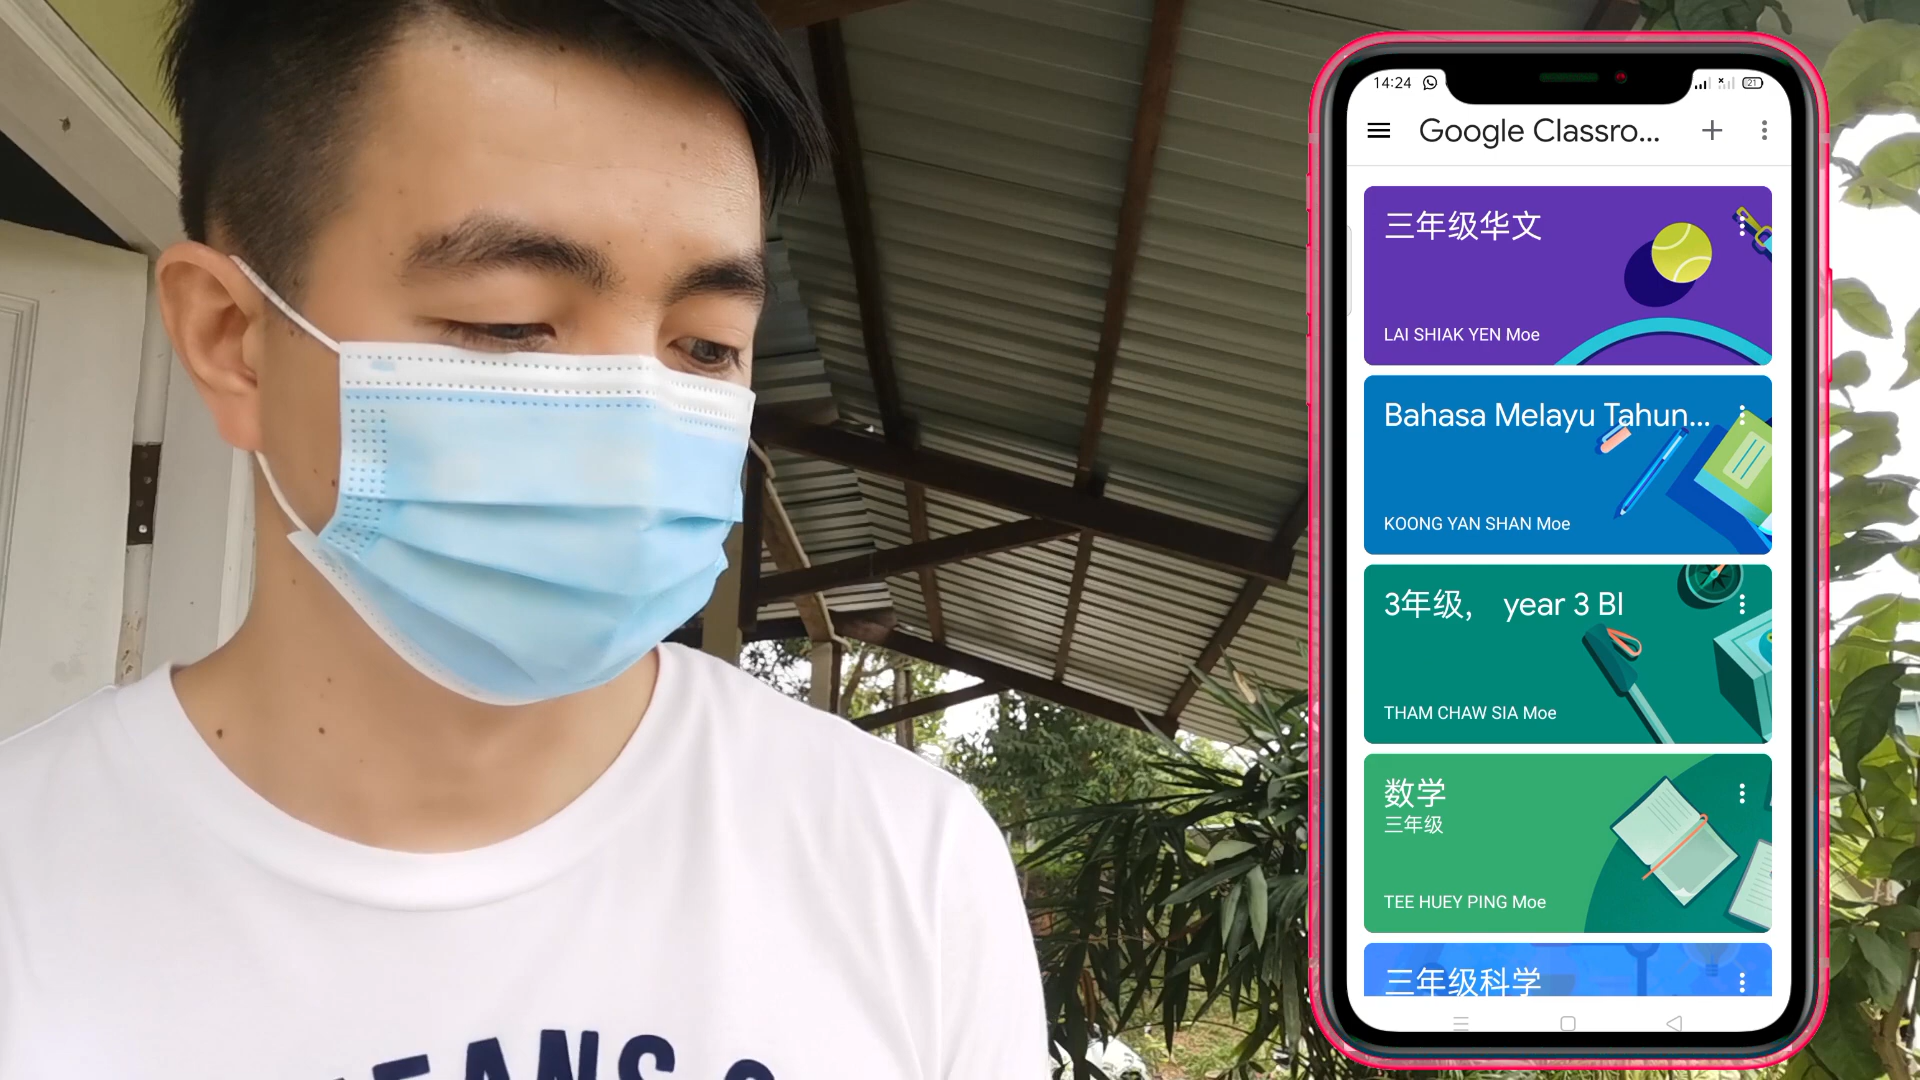 14:24
21
Google Classro...
三年级华文
LAI SHIAK YEN Moe
Bahasa Melayu Tahun...
KOONG YAN SHAN Moe
3年级， year 3 BI
THAM CHAW SIA Moe
数学
三年级
TEE HUEY PING Moe
三年级科学